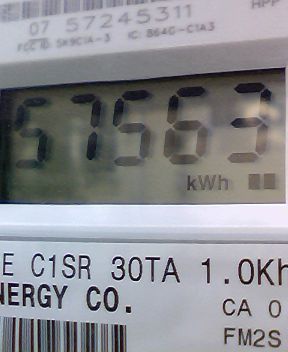 HPP
07 57245311
FCC ID: SK9C1A-3 IC: 864G-C1A3
57563
kWh
E C1SR 30TA 1.0Kh
NERGY CO.
CA 0
FM2S